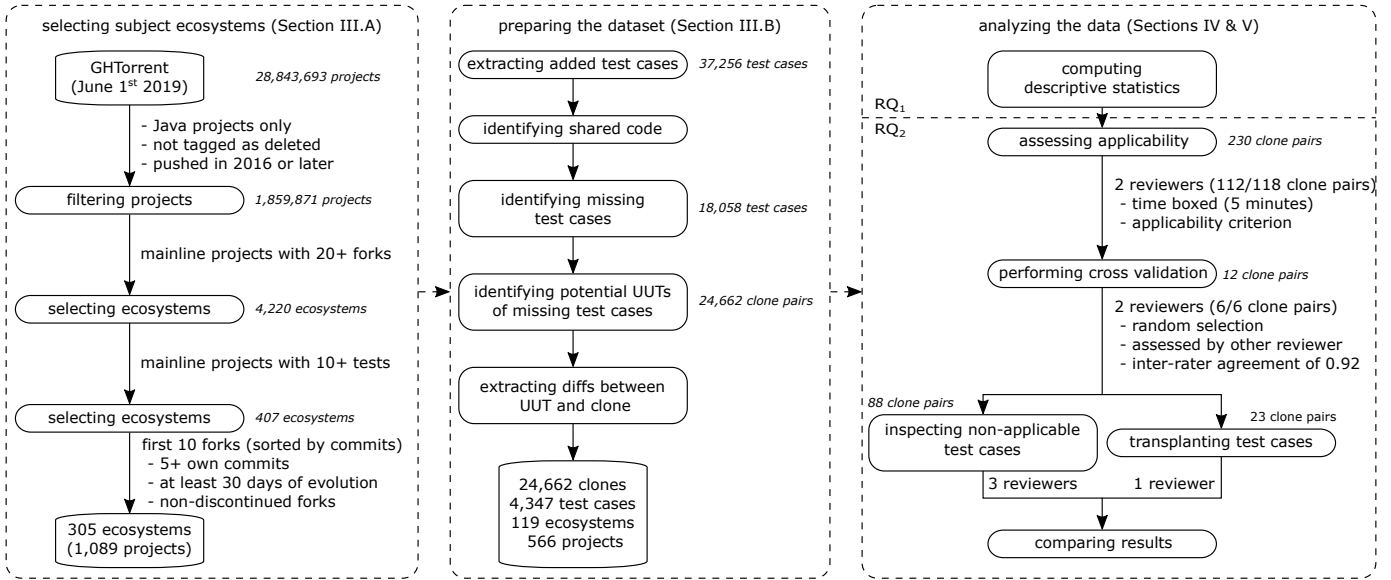 selecting subject ecosystems (Section III.A)
GHTorrent
(June 1st 2019)
28,843,693 projects
- Java projects only
- not tagged as deleted
- pushed in 2016 or later
filtering projects
1,859,871 projects
mainline projects with 20+ forks
selecting ecosystems
4,220 ecosystems
mainline projects with 10+ tests
selecting ecosystems
407 ecosystems
first 10 forks (sorted by commits)
- 5+ own commits
- at least 30 days of evolution
- non-discontinued forks
305 ecosystems
(1,089 projects)
preparing the dataset (Section III.B)
extracting added test cases
37,256 test cases
identifying shared code
identifying missing
test cases
18,058 test cases
identifying potential UUTs
of missing test cases
24,662 clone pairs
extracting diffs between
UUT and clone
24,662 clones
4,347 test cases
119 ecosystems
566 projects
analyzing the data (Sections IV & V)
computing
descriptive statistics
RQ1
RQ2
assessing applicability
230 clone pairs
2 reviewers (112/118 clone pairs)
- time boxed (5 minutes)
- applicability criterion
performing cross validation
12 clone pairs
2 reviewers (6/6 clone pairs)
- random selection
- assessed by other reviewer
- inter-rater agreement of 0.92
88 clone pairs
inspecting non-applicable
test cases
3 reviewers
23 clone pairs
transplanting test cases
1 reviewer
comparing results